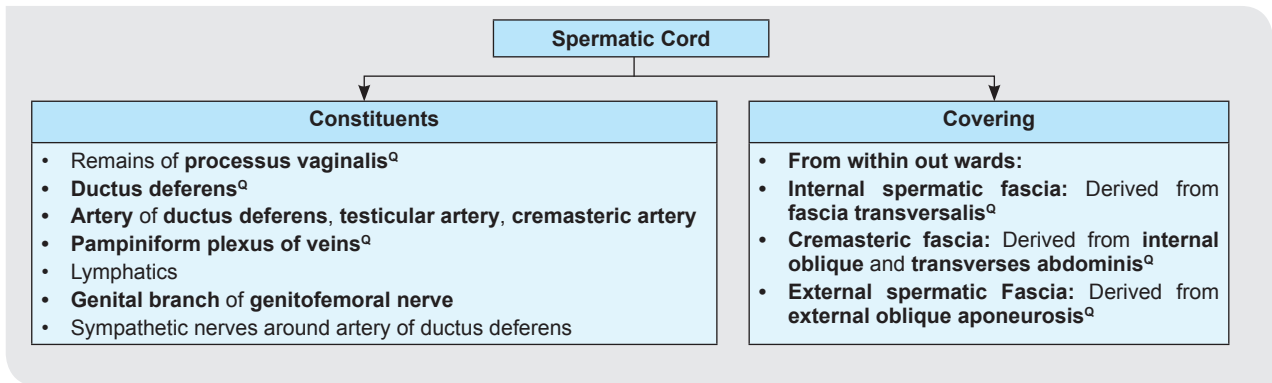 Spermatic Cord
Constituents
• Remains of processus vaginalisQ
• Ductus deferensQ
• Artery of ductus deferens, testicular artery, cremasteric artery
• Pampiniform plexus of veinsQ
• Lymphatics
• Genital branch of genitofemoral nerve
• Sympathetic nerves around artery of ductus deferens
Covering
• From within out wards:
• Internal spermatic fascia: Derived from
fascia transversalisQ
• Cremasteric fascia: Derived from internal
oblique and transverses abdominisQ
• External spermatic Fascia: Derived from
external oblique aponeurosisQ